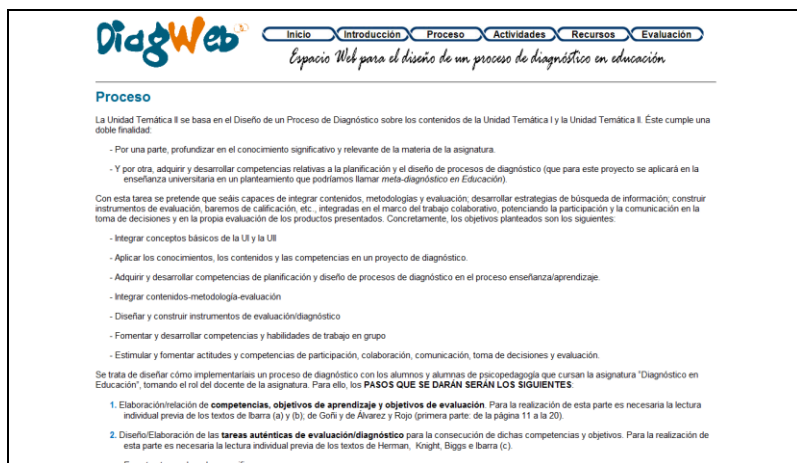 DiagWeb
Inicio Introducción Proceso Actividades Recursos Evaluación
Espacio Web para el diseño de un proceso de diagnóstico en educación
Proceso
La Unidad Temática II se basa en el Diseño de un Proceso de Diagnóstico sobre los contenidos de la Unidad Temática I y la Unidad Temática II. Éste cumple una
doble finalidad:
- Por una parte, profundizar en el conocimiento significativo y relevante de la materia de la asignatura.
- Y por otra, adquirir y desarrollar competencias relativas a la planificación y el diseño de procesos de diagnóstico (que para este proyecto se aplicará en la
enseñanza universitaria en un planteamiento que podríamos llamar meta-diagnóstico en Educación).
Con esta tarea se pretende que seáis capaces de integrar contenidos, metodologías y evaluación; desarrollar estrategias de búsqueda de información; construir
instrumentos de evaluación, baremos de calificación, etc., integradas en el marco del trabajo colaborativo, potenciando la participación y la comunicación en la
toma de decisiones y en la propia evaluación de los productos presentados. Concretamente, los objetivos planteados son los siguientes:
- Integrar conceptos básicos de la UI y la UII
- Aplicar los conocimientos, los contenidos y las competencias en un proyecto de diagnóstico.
- Adquirir y desarrollar competencias de planificación y diseño de procesos de diagnóstico en el proceso enseñanza/aprendizaje.
- Integrar contenidos-metodología-evaluación
- Diseñar y construir instrumentos de evaluación/diagnóstico
- Fomentar y desarrollar competencias y habilidades de trabajo en grupo
- Estimular y fomentar actitudes y competencias de participación, colaboración, comunicación, toma de decisiones y evaluación.
Se trata de diseñar cómo implementaríais un proceso de diagnóstico con los alumnos y alumnas de psicopedagogía que cursan la asignatura "Diagnóstico en
Educación", tomando el rol del docente de la asignatura. Para ello, los PASOS QUE SE DARÁN SERÁN LOS SIGUIENTES:
1. Elaboración/relación de competencias, objetivos de aprendizaje y objetivos de evaluación. Para la realización de esta parte es necesaria la lectura
individual previa de los textos de Ibarra (a) y (b); de Goñi y de Álvarez y Rojo (primera parte: de la página 11 a la 20).
2. Diseño/Elaboración de las tareas auténticas de evaluación/diagnóstico para la consecución de dichas competencias y objetivos. Para la realización de
esta parte es necesaria la lectura individual previa de los textos de Herman, Knight, Biggs e Ibarra (c).